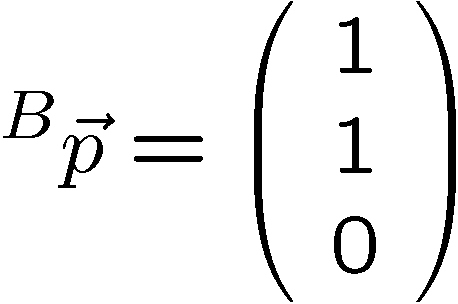 $^{B}\vec{p} = \begin{pmatrix} 1 \\ 1 \\ 0 \end{pmatrix}$